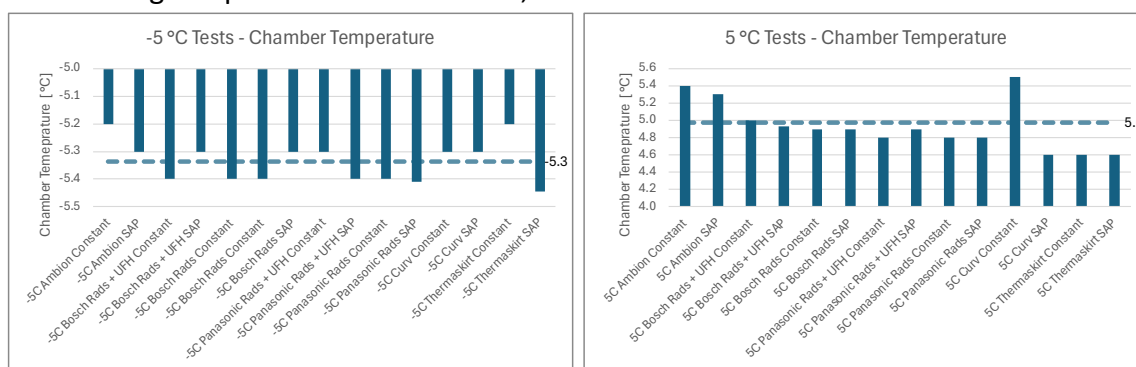 -5 °C Tests - Chamber Temperature
Chamber Temeprature [°C]
-5.0
-5.1
-5.2
-5.3
-5.4
-5.5
-5.3
-5C Ambion Constant
-5C Ambion SAP
-5C Bosch Rads + UFH Constant
-5C Bosch Rads + UFH SAP
-5C Bosch Rads Constant
-5C Bosch Rads Constant
-5C Bosch Rads SAP
-5C Panasonic Rads + UFH Constant
-5C Panasonic Rads + UFH SAP
-5C Panasonic Rads Constant
-5C Panasonic Rads SAP
-5C Curv Constant
-5C Curv SAP
-5C Thermaskirt Constant
-5C Thermaskirt SAP
5 °C Tests - Chamber Temperature
Chamber Temeprature [°C]
5.6
5.4
5.2
5.0
4.8
4.6
4.4
4.2
4.0
5.
5C Ambion Constant
5C Ambion SAP
5C Bosch Rads + UFH Constant
5C Bosch Rads + UFH SAP
5C Bosch Rads Constant
5C Bosch Rads SAP
5C Panasonic Rads + UFH Constant
5C Panasonic Rads + UFH SAP
5C Panasonic Rads Constant
5C Panasonic Rads SAP
5C Curv Constant
5C Curv SAP
5C Thermaskirt Constant
5C Thermaskirt SAP